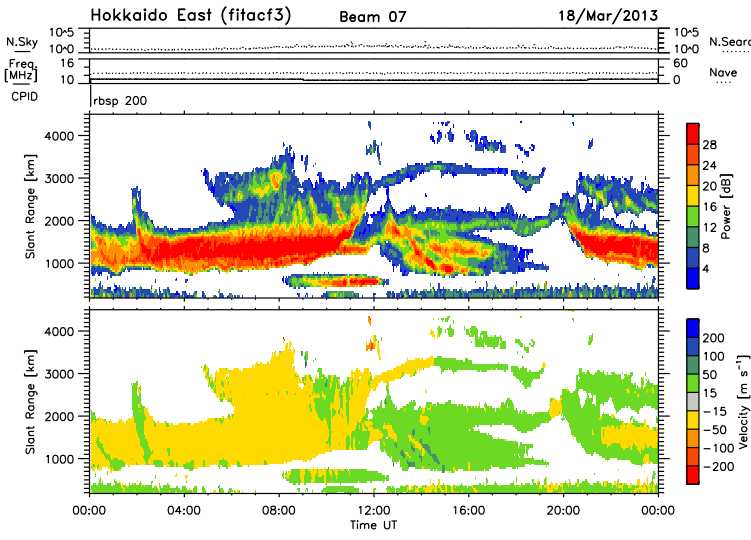 Hokkaido East (fitacf3) Beam 07 18/Mar/2013
N.Sky 10^5 10^0 10^5 10^0 N.Searc
Freq. [MHz] 16 10 60 0 Nave
CPID rbsp 200
Slant Range [km] 4000 3000 2000 1000
Power [dB] 28 24 20 16 12 8 4
Slant Range [km] 4000 3000 2000 1000
Velocity [m s^-1] 200 100 50 15 -15 -50 -100 -200
00:00 04:00 08:00 12:00 16:00 20:00 00:00
Time UT